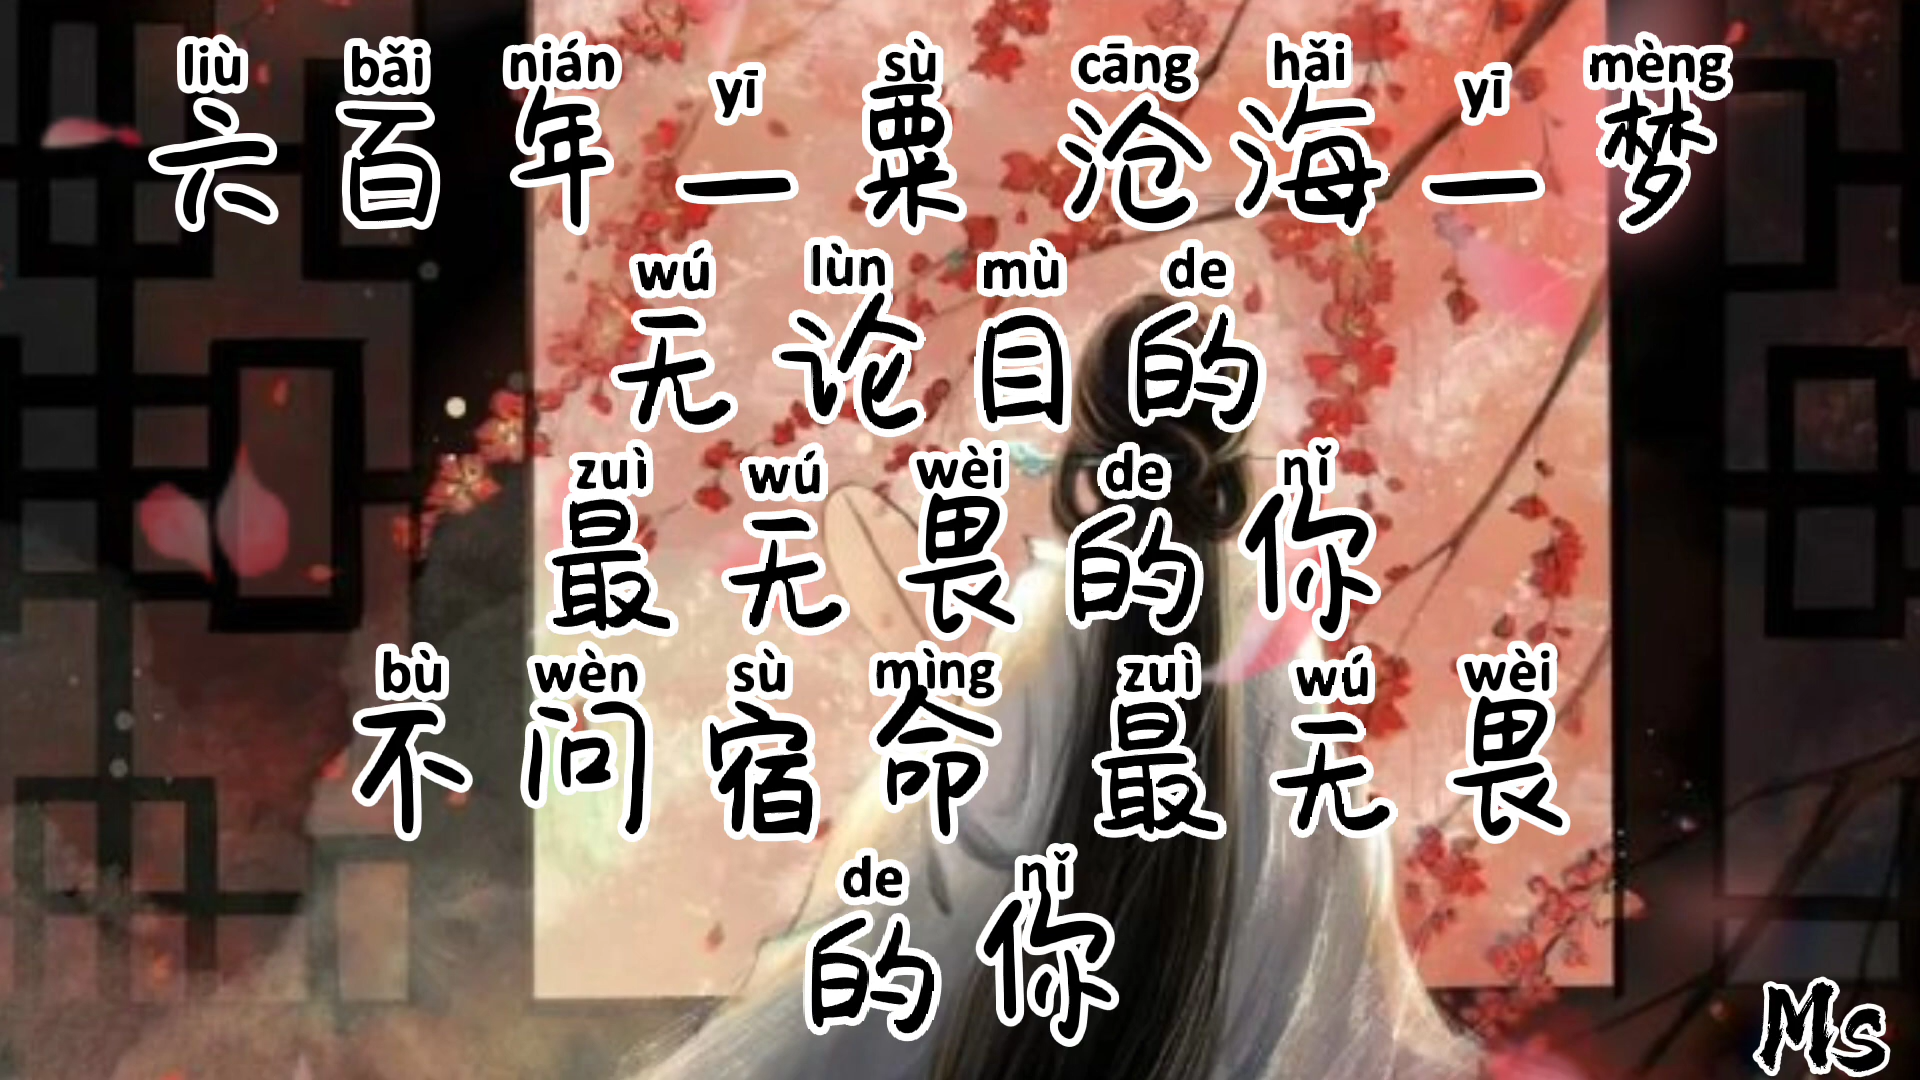 liù bǎi nián yī sù cāng hǎi yī mèng
六百年一粟 沧海一梦
wú lùn mù de
无论目的
zuì wú wèi de nǐ
最无畏的你
bù wèn sù mìng zuì wú wèi
不问宿命 最无畏
de nǐ
的你
Ms